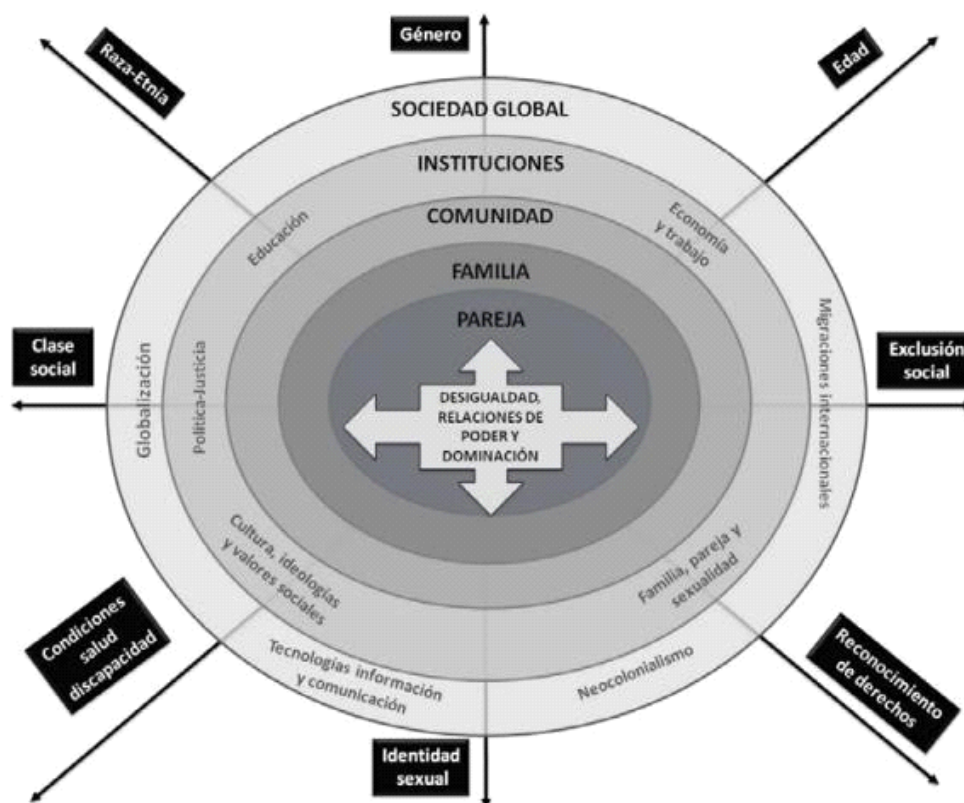 Género
Raza-Etnia
Edad
SOCIEDAD GLOBAL
INSTITUCIONES
COMUNIDAD
Educación
Economía
y trabajo
FAMILIA
PAREJA
Clase
social
Globalización
Política-Justicia
DESIGUALDAD,
RELACIONES DE
PODER Y
DOMINACIÓN
Migraciones internacionales
Exclusión
social
Cultura, ideologías
y valores sociales
Familia, pareja y
sexualidad
Condiciones
salud
discapacidad
Tecnologías información
y comunicación
Neocolonialismo
Reconocimiento
de derechos
Identidad
sexual